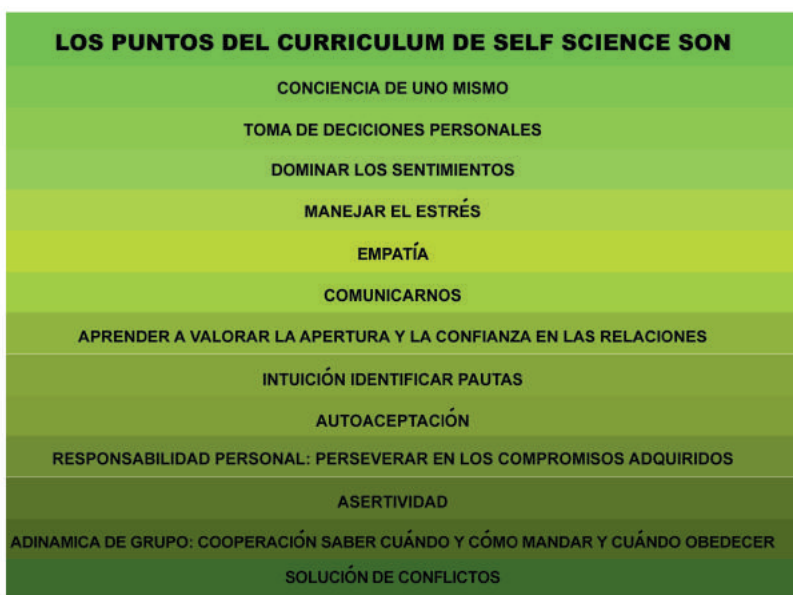 LOS PUNTOS DEL CURRICULUM DE SELF SCIENCE SON
CONCIENCIA DE UNO MISMO
TOMA DE DECICIONES PERSONALES
DOMINAR LOS SENTIMIENTOS
MANEJAR EL ESTRÉS
EMPATÍA
COMUNICARNOS
APRENDER A VALORAR LA APERTURA Y LA CONFIANZA EN LAS RELACIONES
INTUICIÓN IDENTIFICAR PAUTAS
AUTOACEPTACIÓN
RESPONSABILIDAD PERSONAL: PERSEVERAR EN LOS COMPROMISOS ADQUIRIDOS
ASERTIVIDAD
ADINAMICA DE GRUPO: COOPERACIÓN SABER CUÁNDO Y CÓMO MANDAR Y CUÁNDO OBEDECER
SOLUCIÓN DE CONFLICTOS